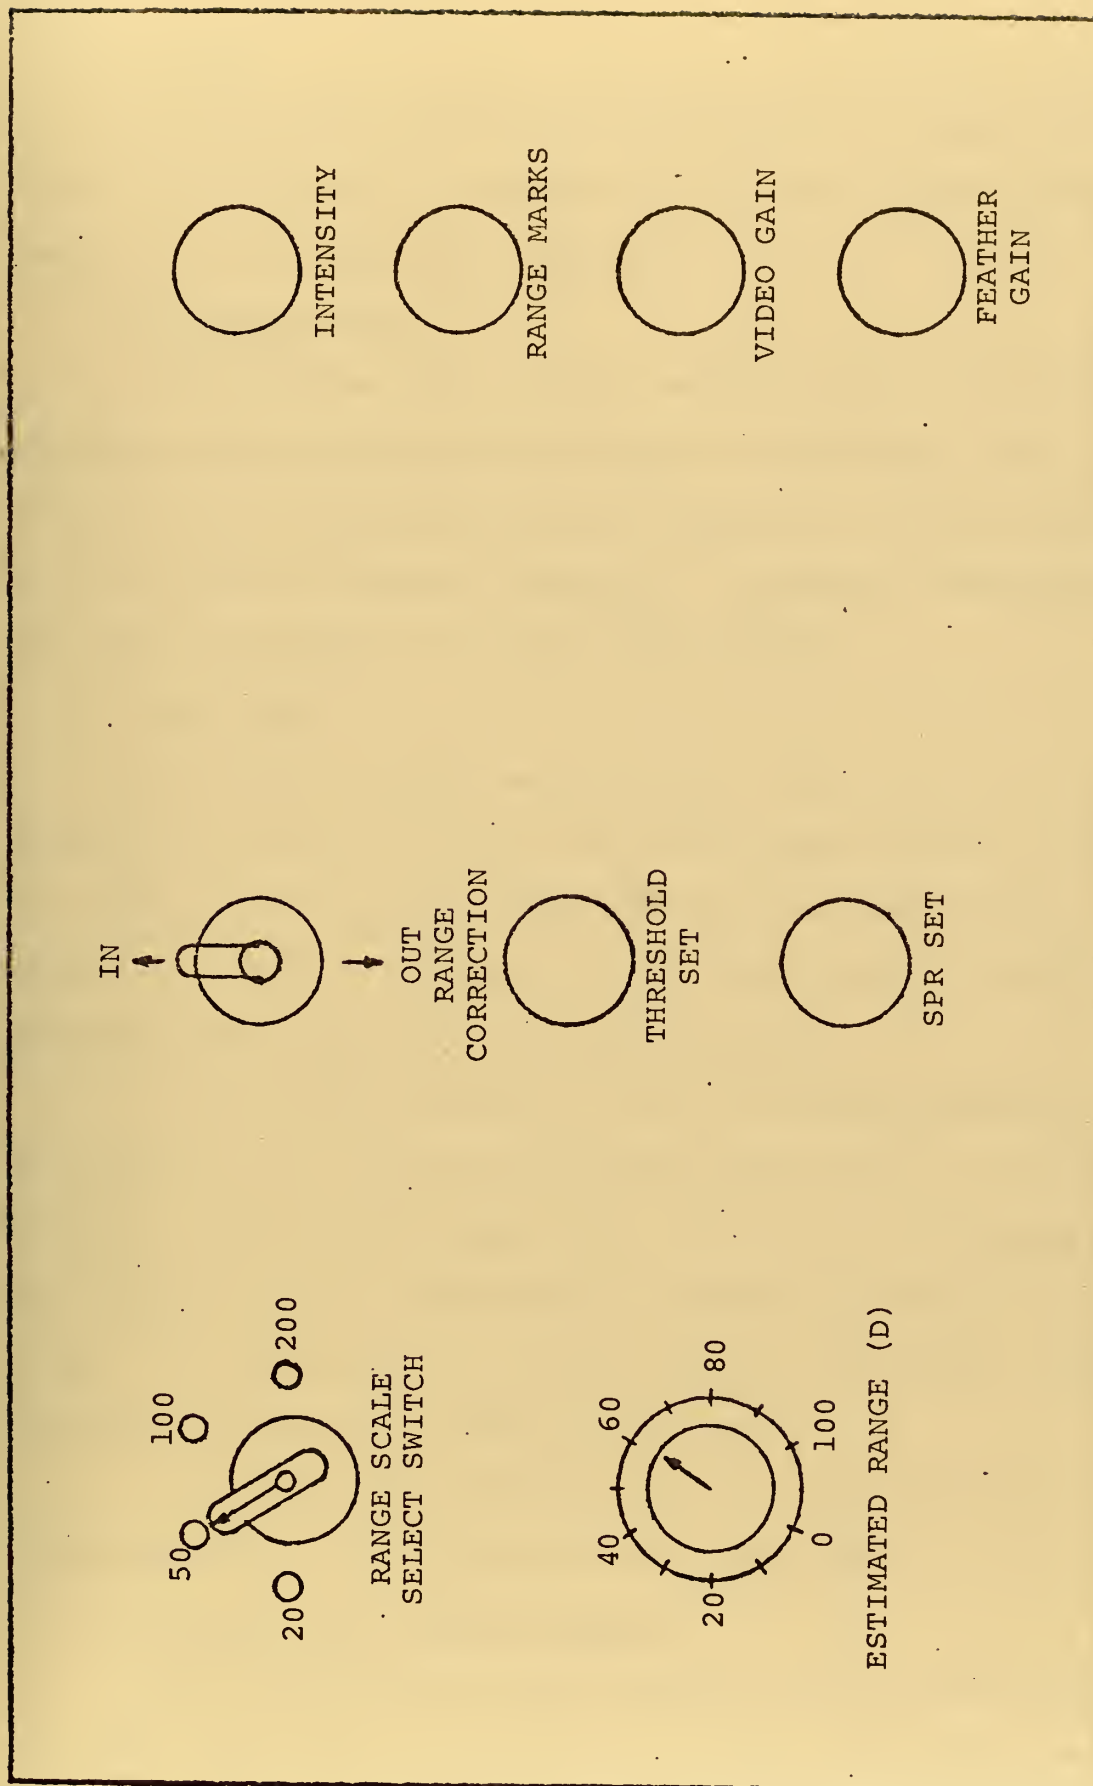 50
100
20
200
RANGE SCALE
SELECT SWITCH
40
60
20
80
0
100
ESTIMATED RANGE (D)
IN
OUT
RANGE
CORRECTION
THRESHOLD
SET
SPR SET
INTENSITY
RANGE MARKS
VIDEO GAIN
FEATHER
GAIN